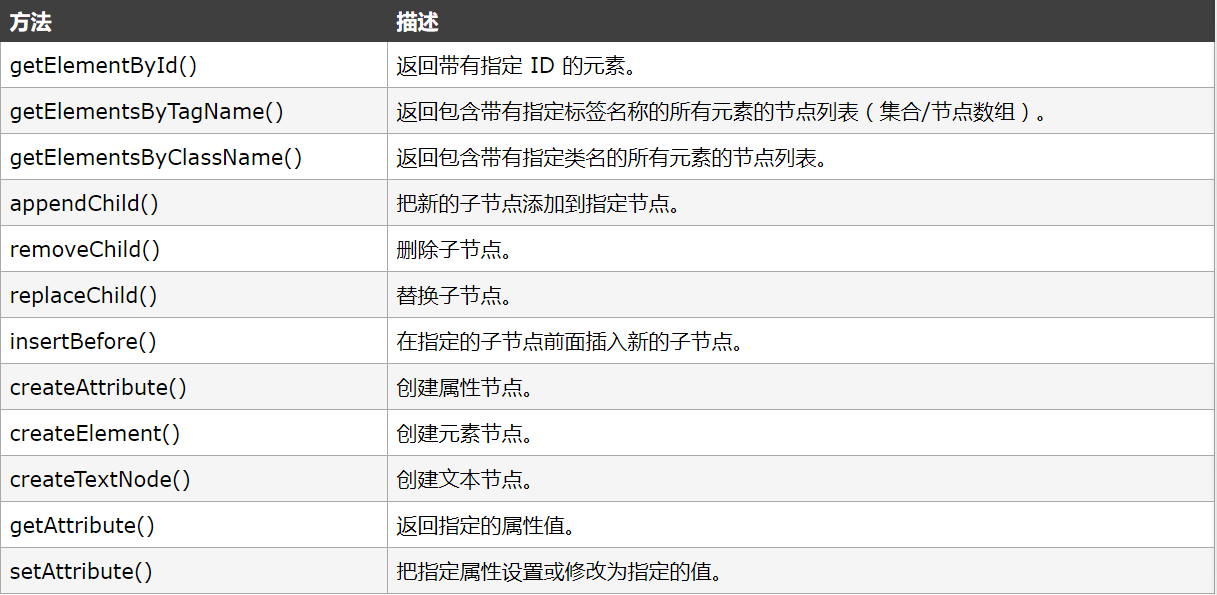 方法 描述
getElementById() 返回带有指定 ID 的元素。
getElementsByTagName() 返回包含带有指定标签名称的所有元素的节点列表（集合/节点数组）。
getElementsByClassName() 返回包含带有指定类名的所有元素的节点列表。
appendChild() 把新的子节点添加到指定节点。
removeChild() 删除子节点。
replaceChild() 替换子节点。
insertBefore() 在指定的子节点前面插入新的子节点。
createAttribute() 创建属性节点。
createElement() 创建元素节点。
createTextNode() 创建文本节点。
getAttribute() 返回指定的属性值。
setAttribute() 把指定属性设置或修改为指定的值。